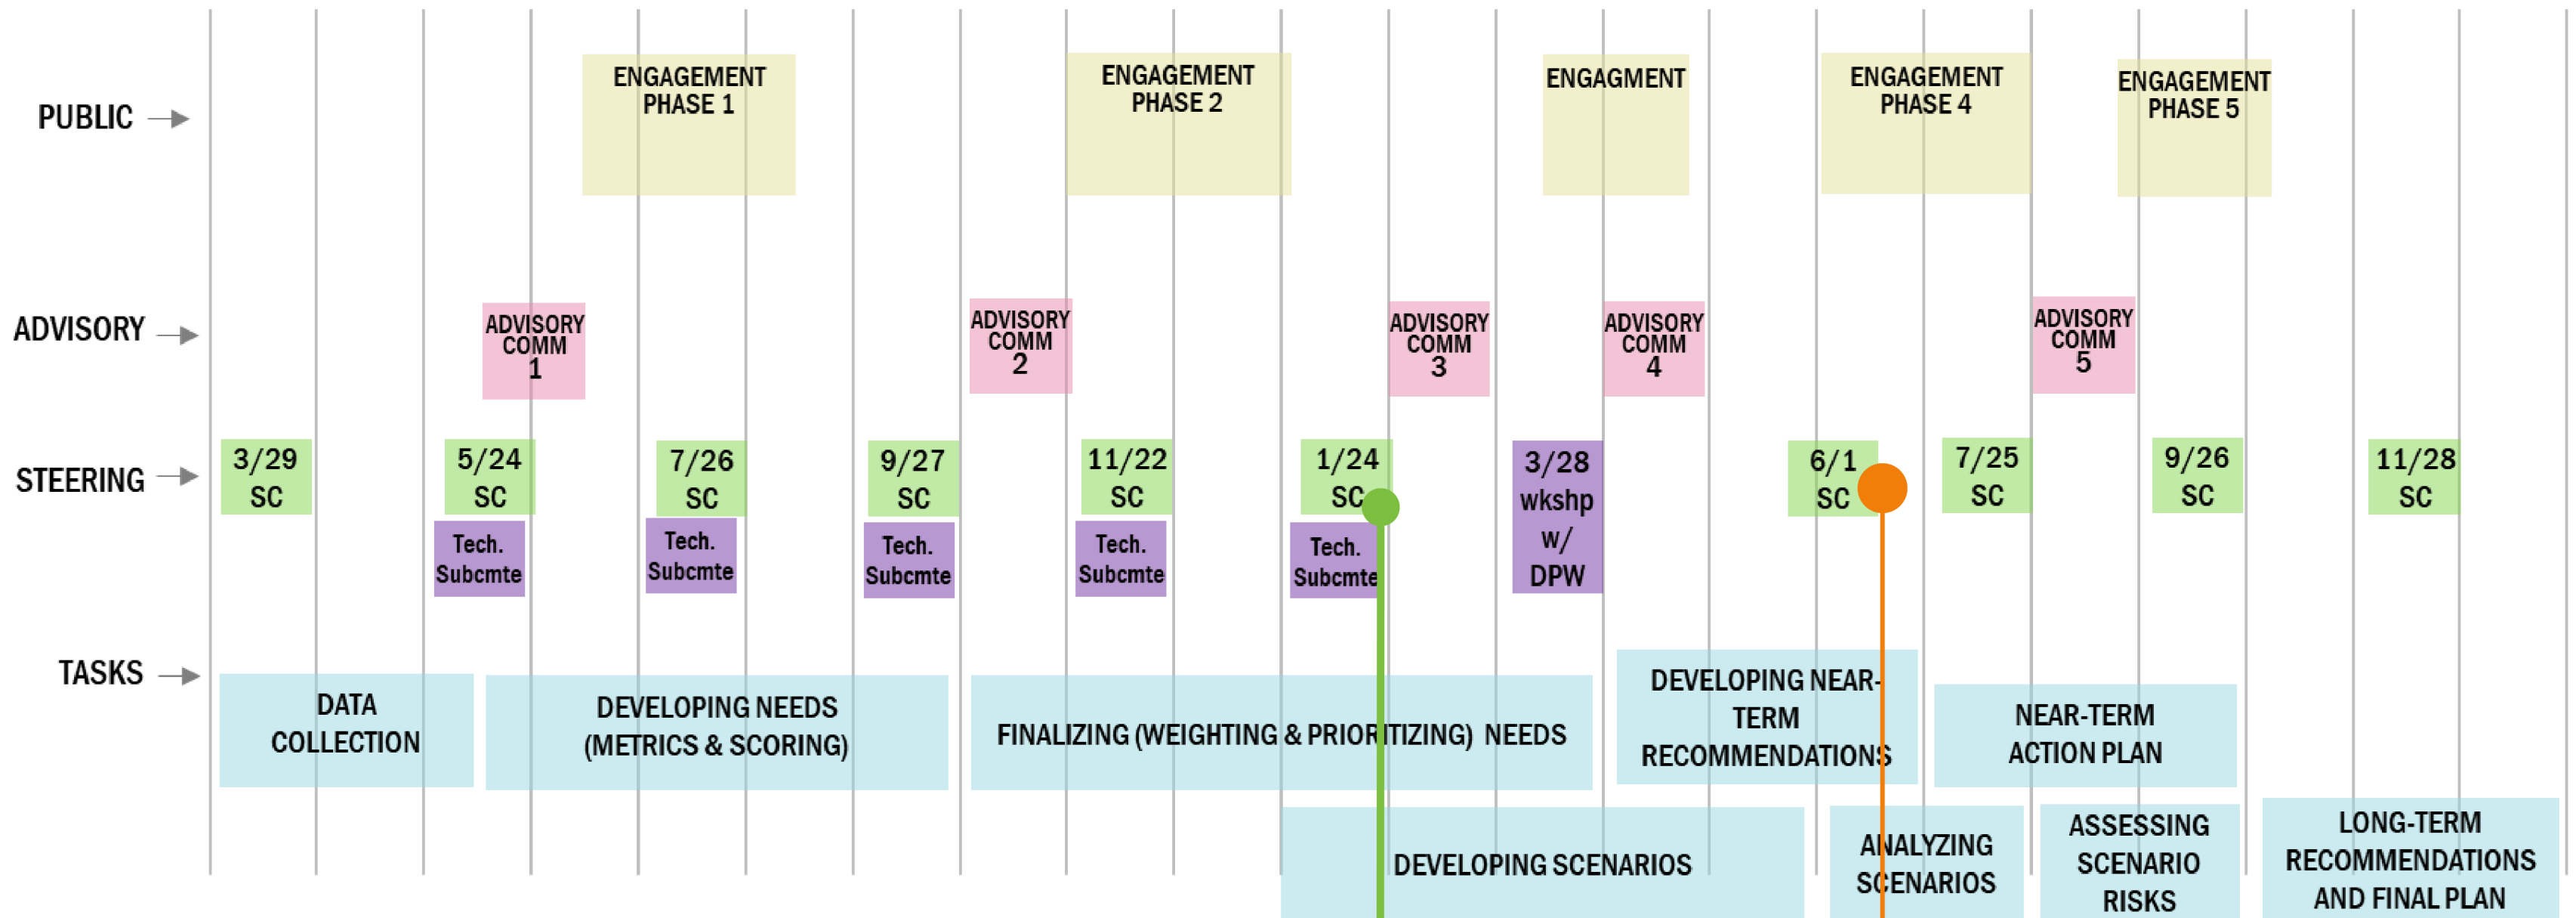 PUBLIC
ENGAGEMENT
PHASE 1
ENGAGEMENT
PHASE 2
ENGAGMENT
ENGAGEMENT
PHASE 4
ENGAGEMENT
PHASE 5
ADVISORY
ADVISORY
COMM
1
ADVISORY
COMM
2
ADVISORY
COMM
3
ADVISORY
COMM
4
ADVISORY
COMM
5
STEERING
3/29
SC
5/24
SC
7/26
SC
9/27
SC
11/22
SC
1/24
SC
3/28
wkshp
w/
DPW
6/1
SC
7/25
SC
9/26
SC
11/28
SC
Tech.
Subcmte
Tech.
Subcmte
Tech.
Subcmte
Tech.
Subcmte
Tech.
Subcmte
TASKS
DATA
COLLECTION
DEVELOPING NEEDS
(METRICS & SCORING)
FINALIZING (WEIGHTING & PRIORITIZING) NEEDS
DEVELOPING NEAR-
TERM
RECOMMENDATIONS
NEAR-TERM
ACTION PLAN
DEVELOPING SCENARIOS
ANALYZING
SCENARIOS
ASSESSING
SCENARIO
RISKS
LONG-TERM
RECOMMENDATIONS
AND FINAL PLAN